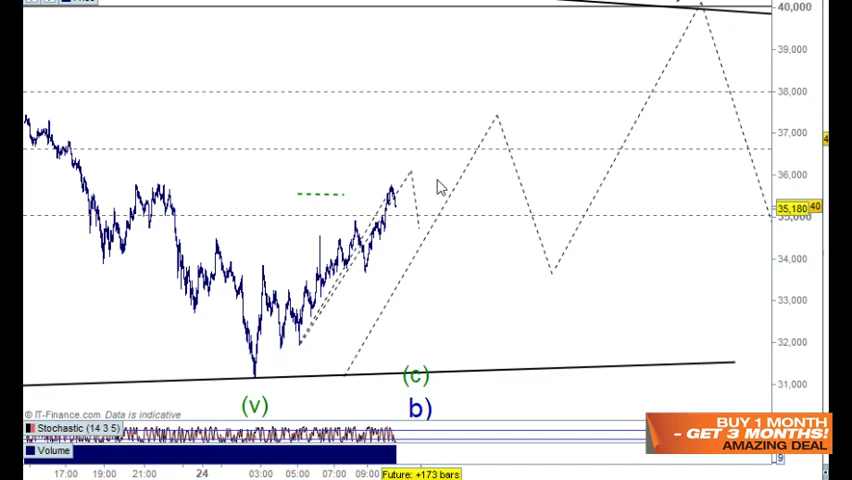 40,000
39,000
38,000
37,000
36,000
40
35,180
35,000
34,000
33,000
32,000
31,000
(c)
(v)
b)
© IT-Finance.com Data is indicative
Stochastic (14 3 5)
Volume
BUY 1 MONTH
- GET 3 MONTHS!
AMAZING DEAL
17:00 19:00 21:00 24 03:00 05:00 07:00 09:00 Future: +173 bars